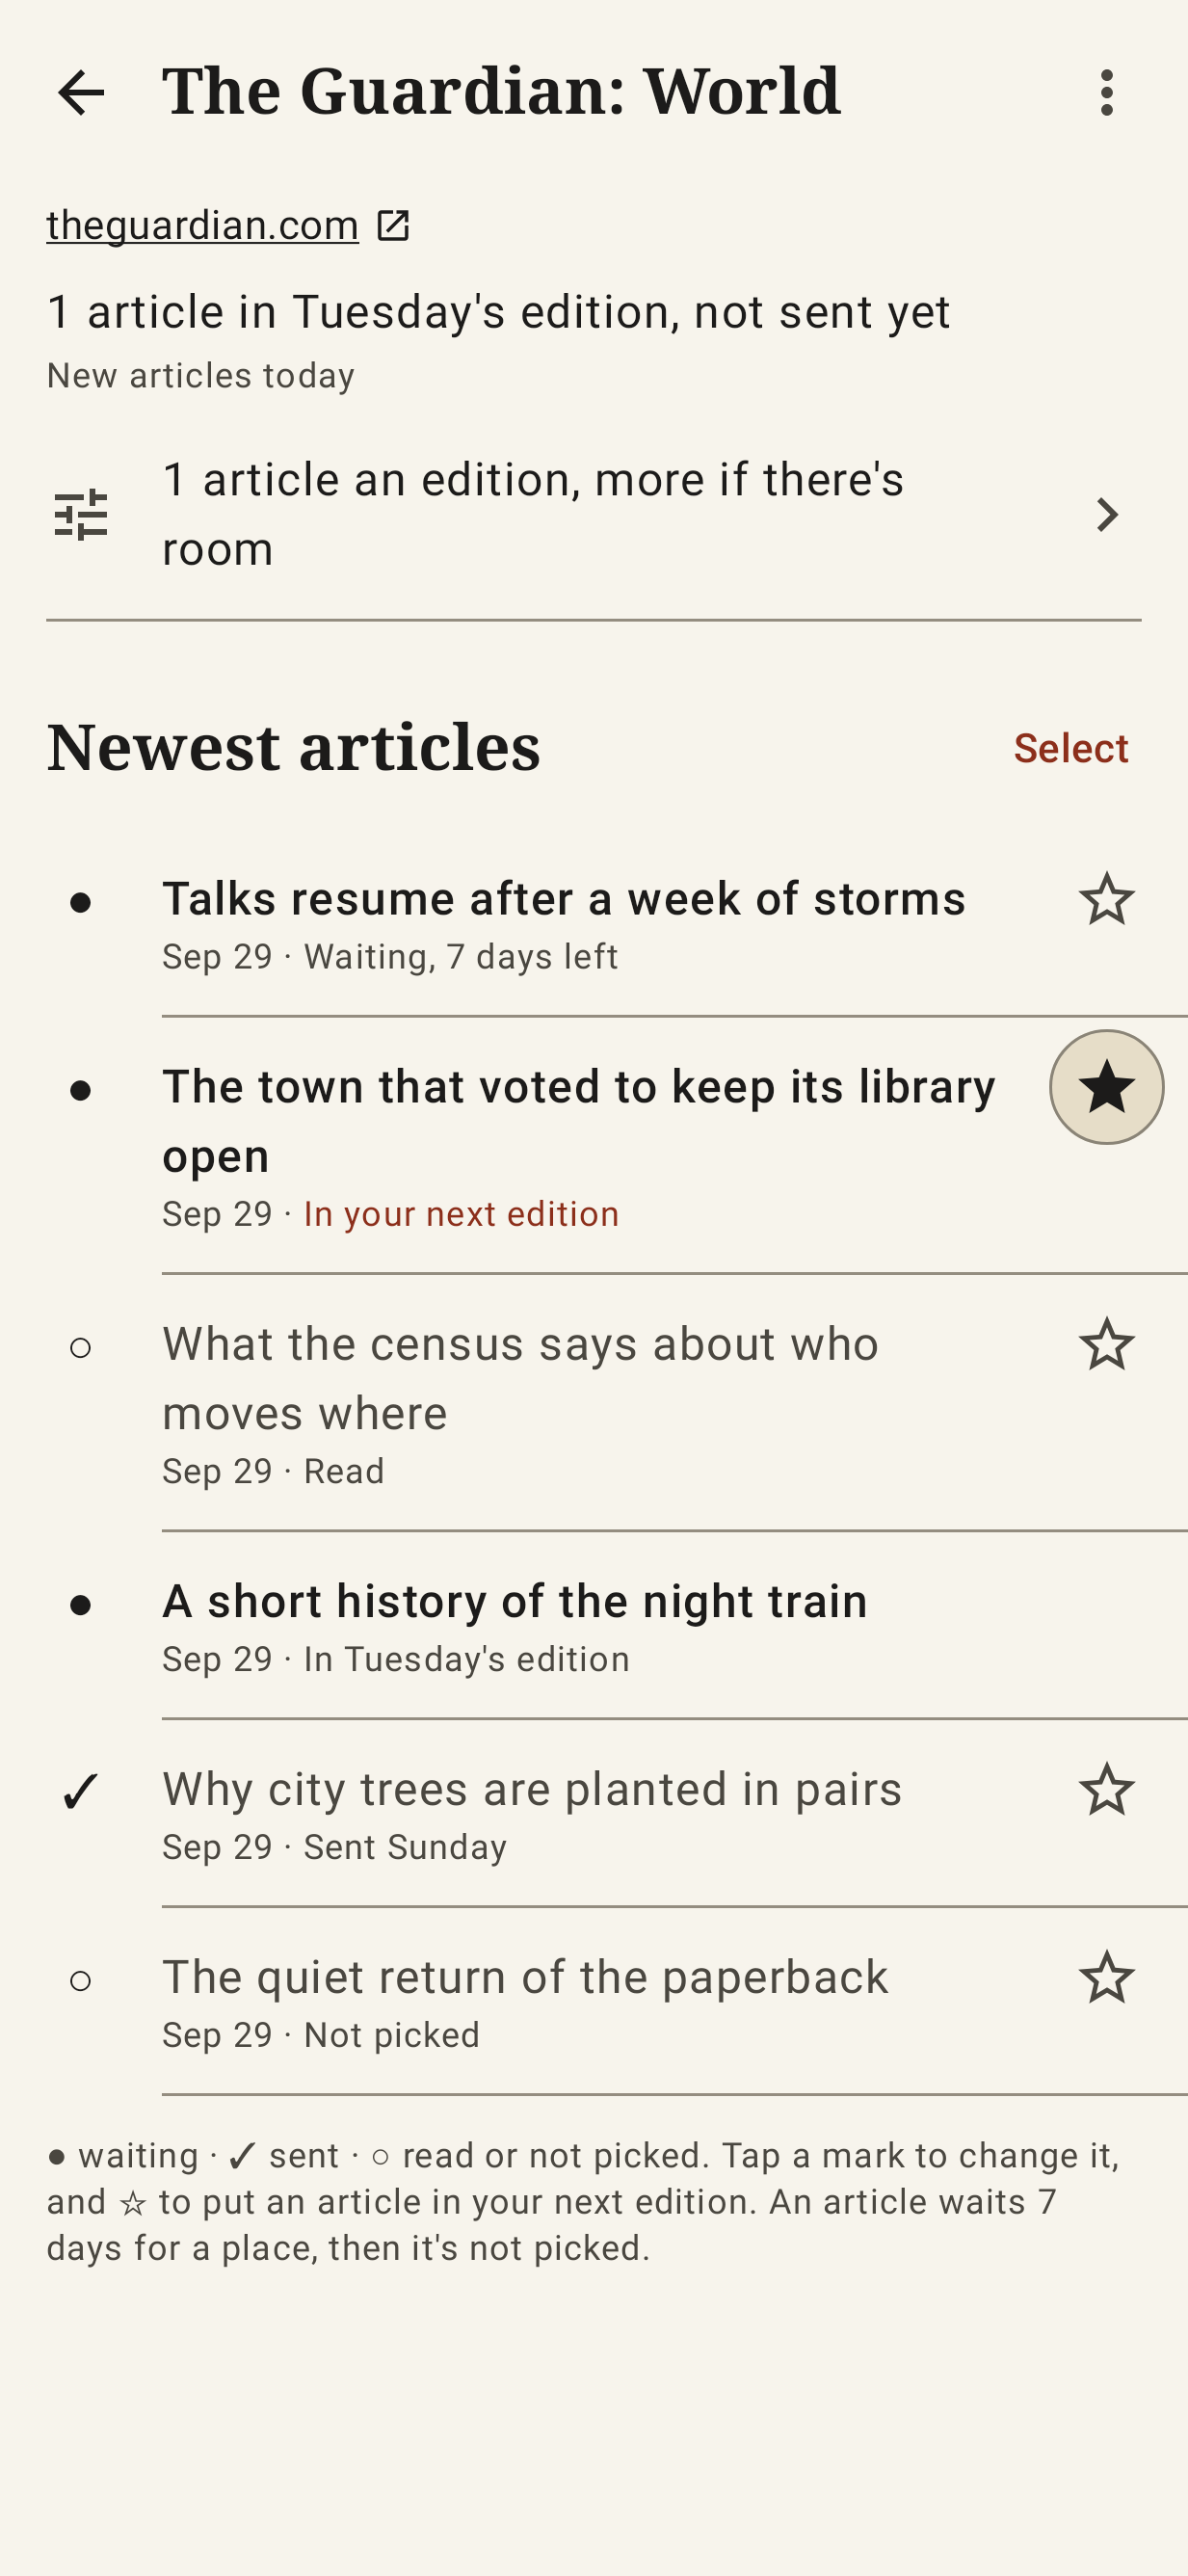 The Guardian: World
theguardian.com
1 article in Tuesday's edition, not sent yet
New articles today
1 article an edition, more if there's
room
Newest articles
Select
● Talks resume after a week of storms ☆
Sep 29 · Waiting, 7 days left
● The town that voted to keep its library ★
open
Sep 29 · In your next edition
○ What the census says about who ☆
moves where
Sep 29 · Read
● A short history of the night train
Sep 29 · In Tuesday's edition
✓ Why city trees are planted in pairs ☆
Sep 29 · Sent Sunday
○ The quiet return of the paperback ☆
Sep 29 · Not picked
● waiting · ✓ sent · ○ read or not picked. Tap a mark to change it,
and ☆ to put an article in your next edition. An article waits 7
days for a place, then it's not picked.